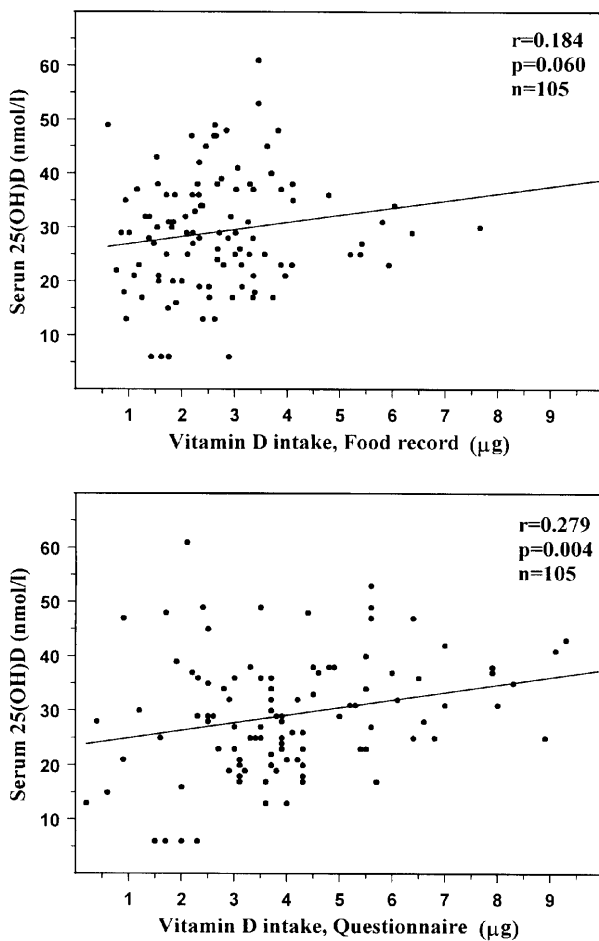 r=0.184
p=0.060
n=105
Serun 25(OH)D (nmol/l)
60
50
40
30
20
10
1 2 3 4 5 6 7 8 9
Vitamin D intake, Food record (μg)
r=0.279
p=0.004
n=105
Serun 25(OH)D (nmol/l)
60
50
40
30
20
10
1 2 3 4 5 6 7 8 9
Vitamin D intake, Questionnaire (μg)